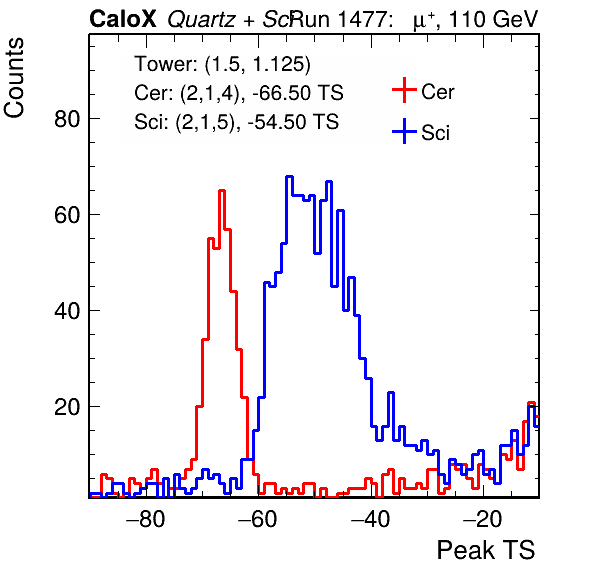 CaloX Quartz + Sci Run 1477: μ⁺, 110 GeV
Counts
Tower: (1.5, 1.125)
Cer: (2,1,4), -66.50 TS
Sci: (2,1,5), -54.50 TS
Cer
Sci
80
60
40
20
−80 −60 −40 −20
Peak TS